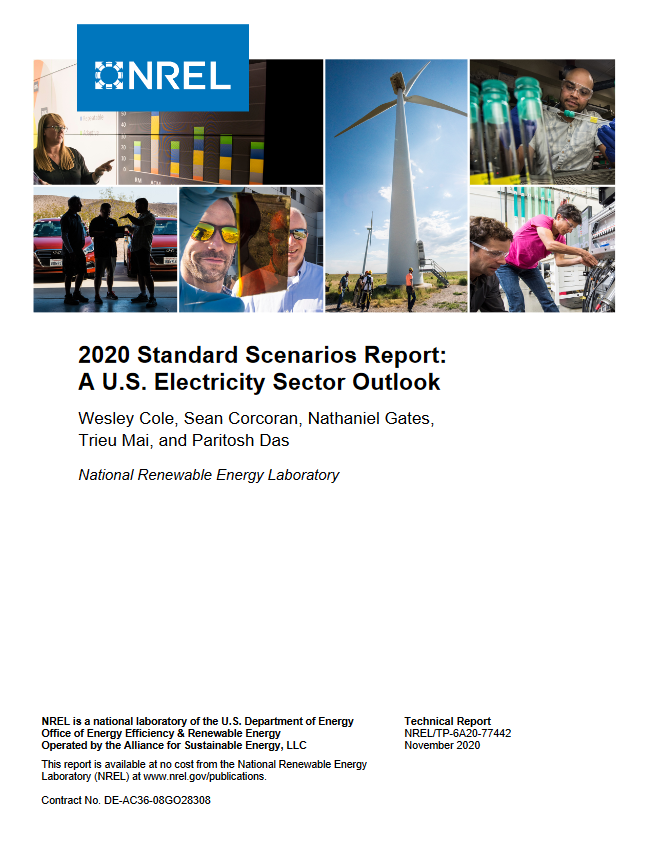 NREL
2020 Standard Scenarios Report:
A U.S. Electricity Sector Outlook
Wesley Cole, Sean Corcoran, Nathaniel Gates,
Trieu Mai, and Paritosh Das
National Renewable Energy Laboratory
NREL is a national laboratory of the U.S. Department of Energy
Office of Energy Efficiency & Renewable Energy
Operated by the Alliance for Sustainable Energy, LLC
This report is available at no cost from the National Renewable Energy
Laboratory (NREL) at www.nrel.gov/publications.
Contract No. DE-AC36-08GO28308
Technical Report
NREL/TP-6A20-77442
November 2020